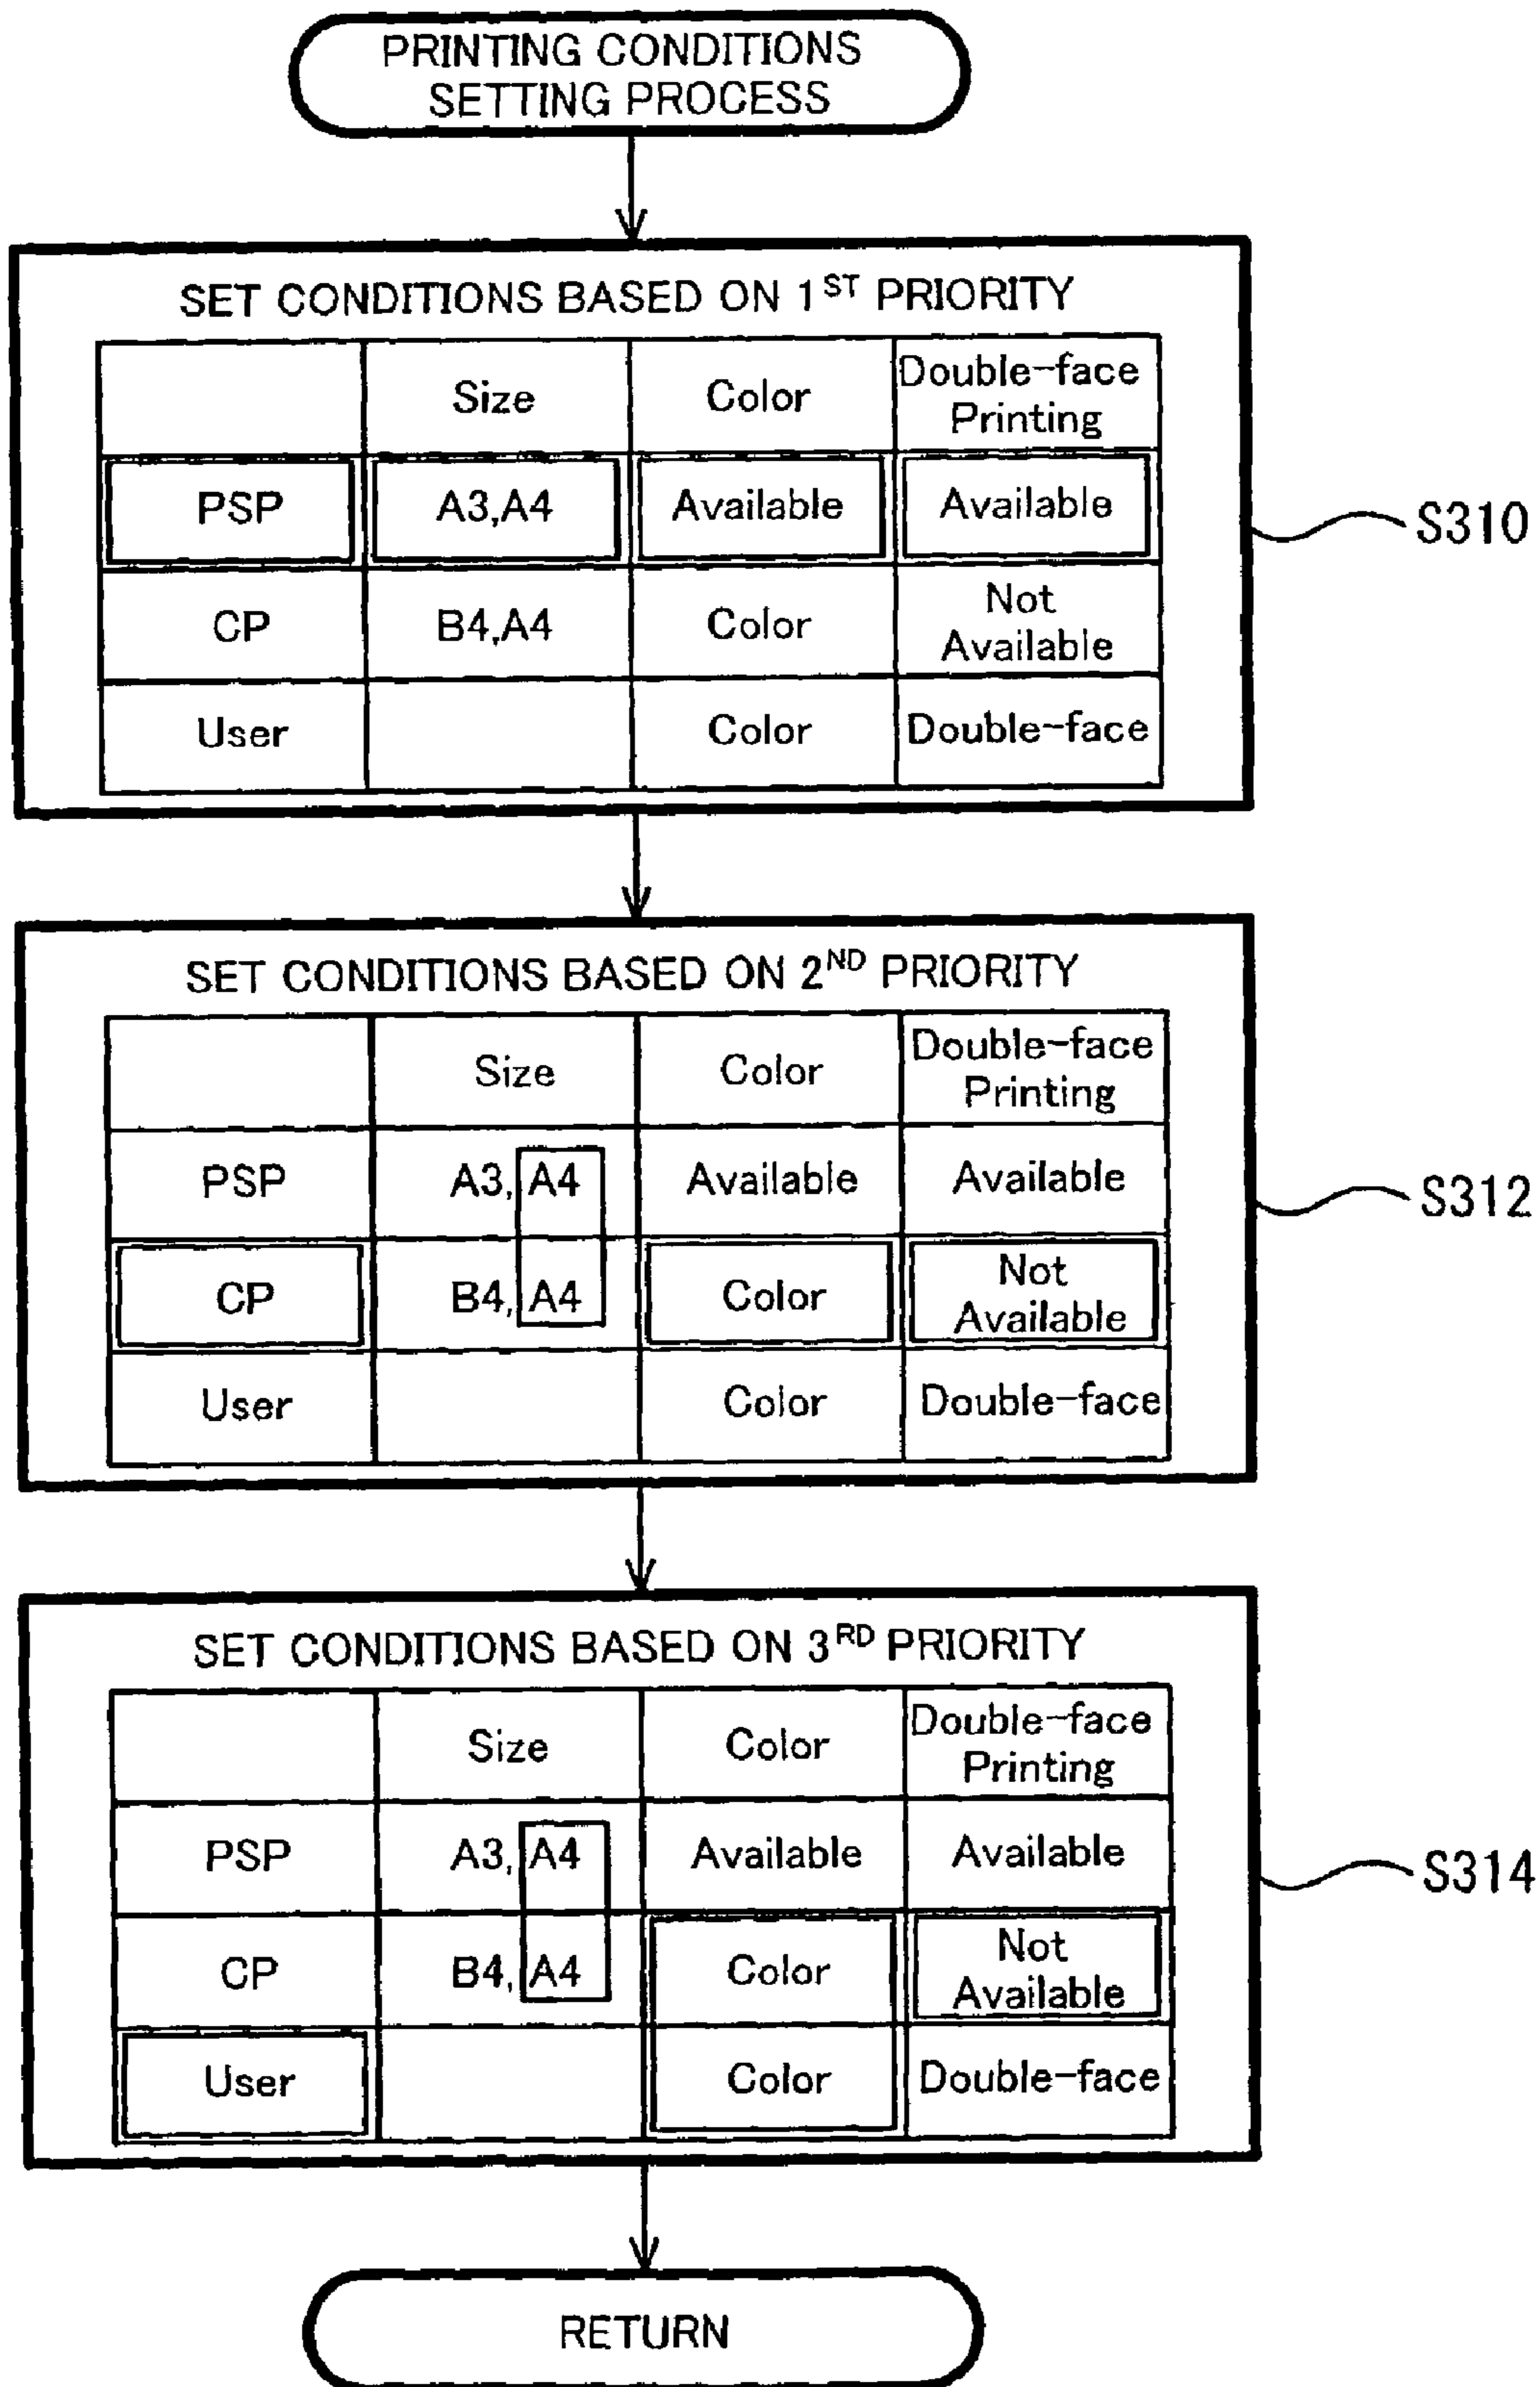 PRINTING CONDITIONS
SETTING PROCESS
SET CONDITIONS BASED ON 1ST PRIORITY
Size Color Double-face Printing
PSP A3,A4 Available Available
CP B4,A4 Color Not Available
User Color Double-face
S310
SET CONDITIONS BASED ON 2ND PRIORITY
Size Color Double-face Printing
PSP A3, A4 Available Available
CP B4, A4 Color Not Available
User Color Double-face
S312
SET CONDITIONS BASED ON 3RD PRIORITY
Size Color Double-face Printing
PSP A3, A4 Available Available
CP B4, A4 Color Not Available
User Color Double-face
S314
RETURN